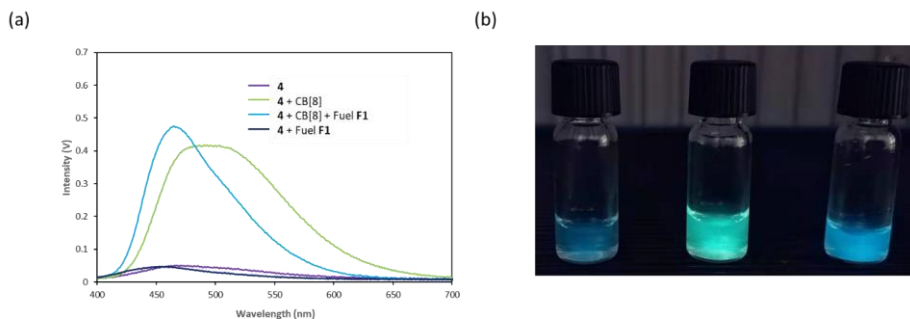 (a)
(b)
0.7
0.6
0.5
0.4
0.3
0.2
0.1
0
Intensity (V)
4
4 + CB[8]
4 + CB[8] + Fuel F1
4 + Fuel F1
400 450 500 550 600 650 700
Wavelength (nm)